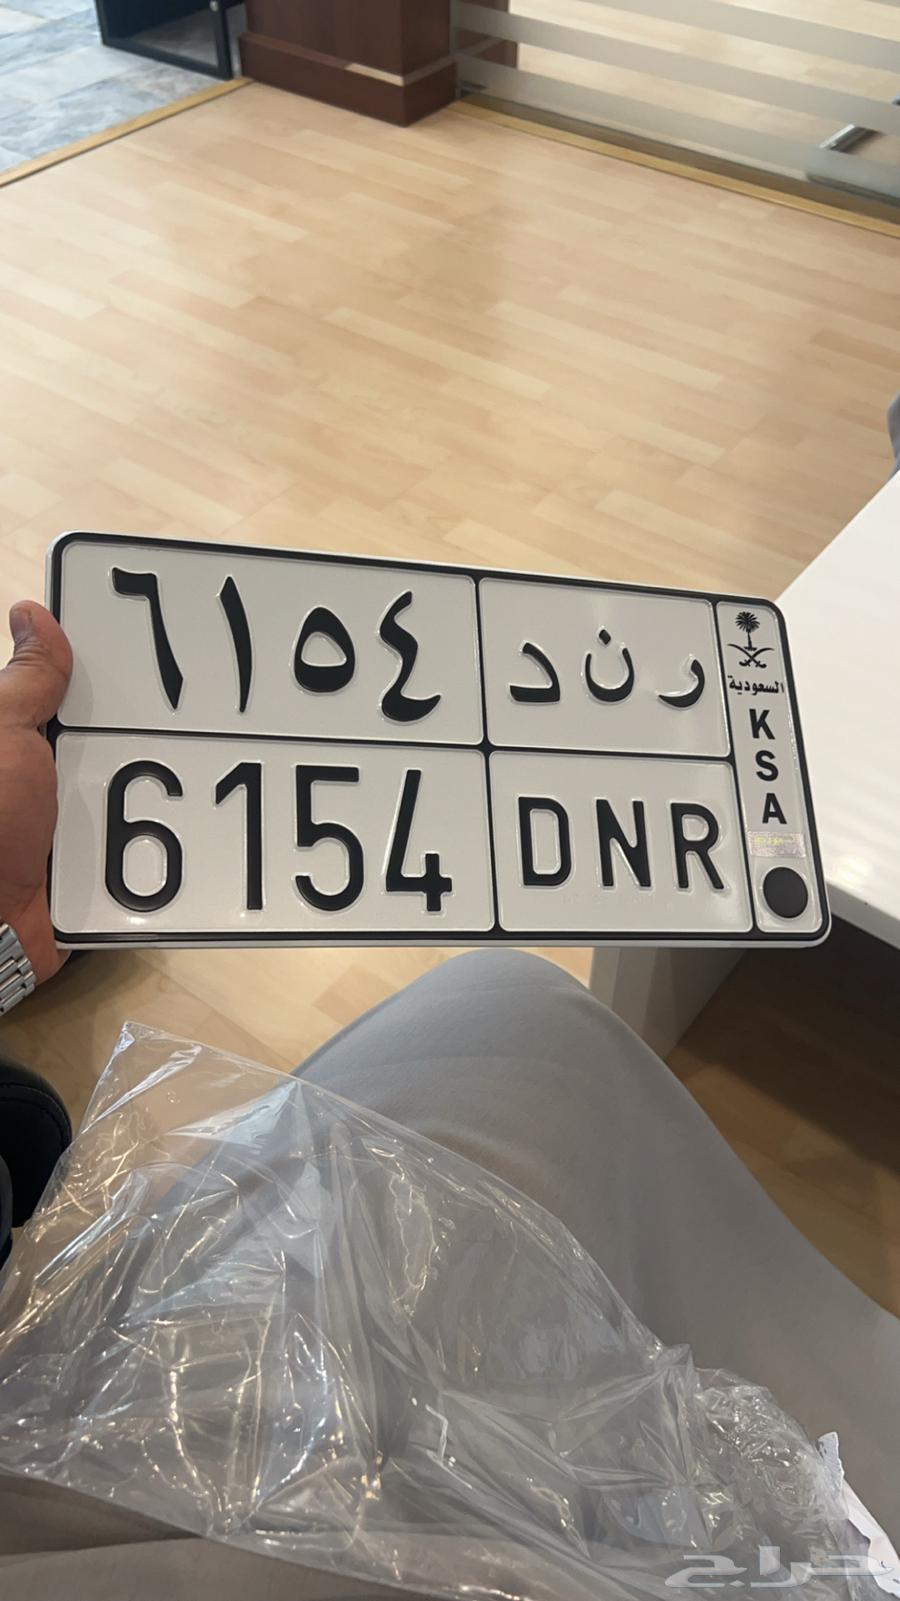 ٦١٥٤ ر ن د
6154 DNR
السعودية
K
S
A
حراج